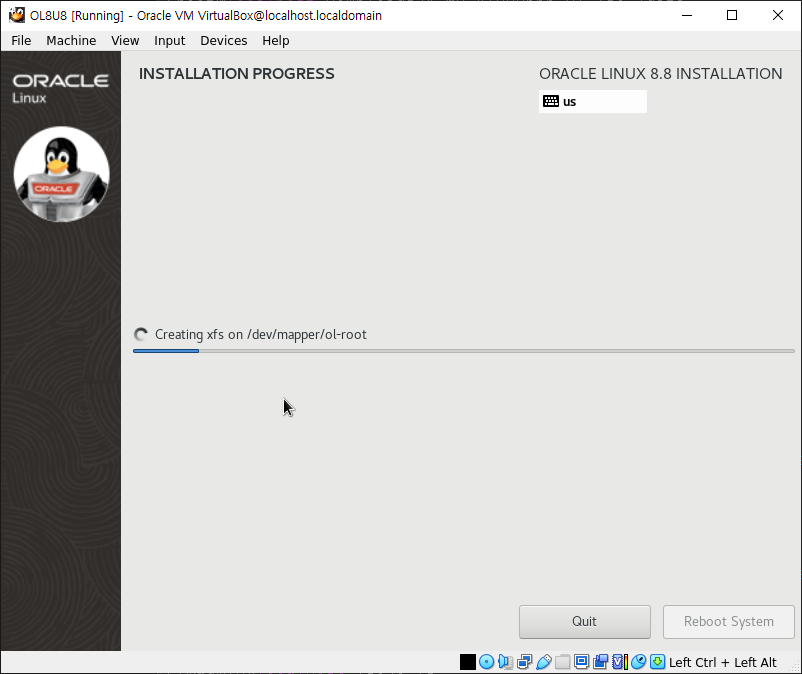 OL8U8 [Running] - Oracle VM VirtualBox@localhost.localdomain
File Machine View Input Devices Help
ORACLE
Linux
ORACLE
INSTALLATION PROGRESS
ORACLE LINUX 8.8 INSTALLATION
us
Creating xfs on /dev/mapper/ol-root
Quit
Reboot System
Left Ctrl + Left Alt